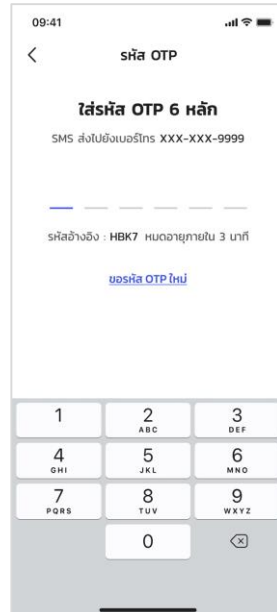 09:41
รหัส OTP
ใส่รหัส OTP 6 หลัก
SMS ส่งไปยังเบอร์โทร XXX-XXX-9999
รหัสอ้างอิง : HBK7 หมดอายุภายใน 3 นาที
ขอรหัส OTP ใหม่
1 2 3
ABC DEF
4 5 6
GHI JKL MNO
7 8 9
PQRS TUV WXYZ
0